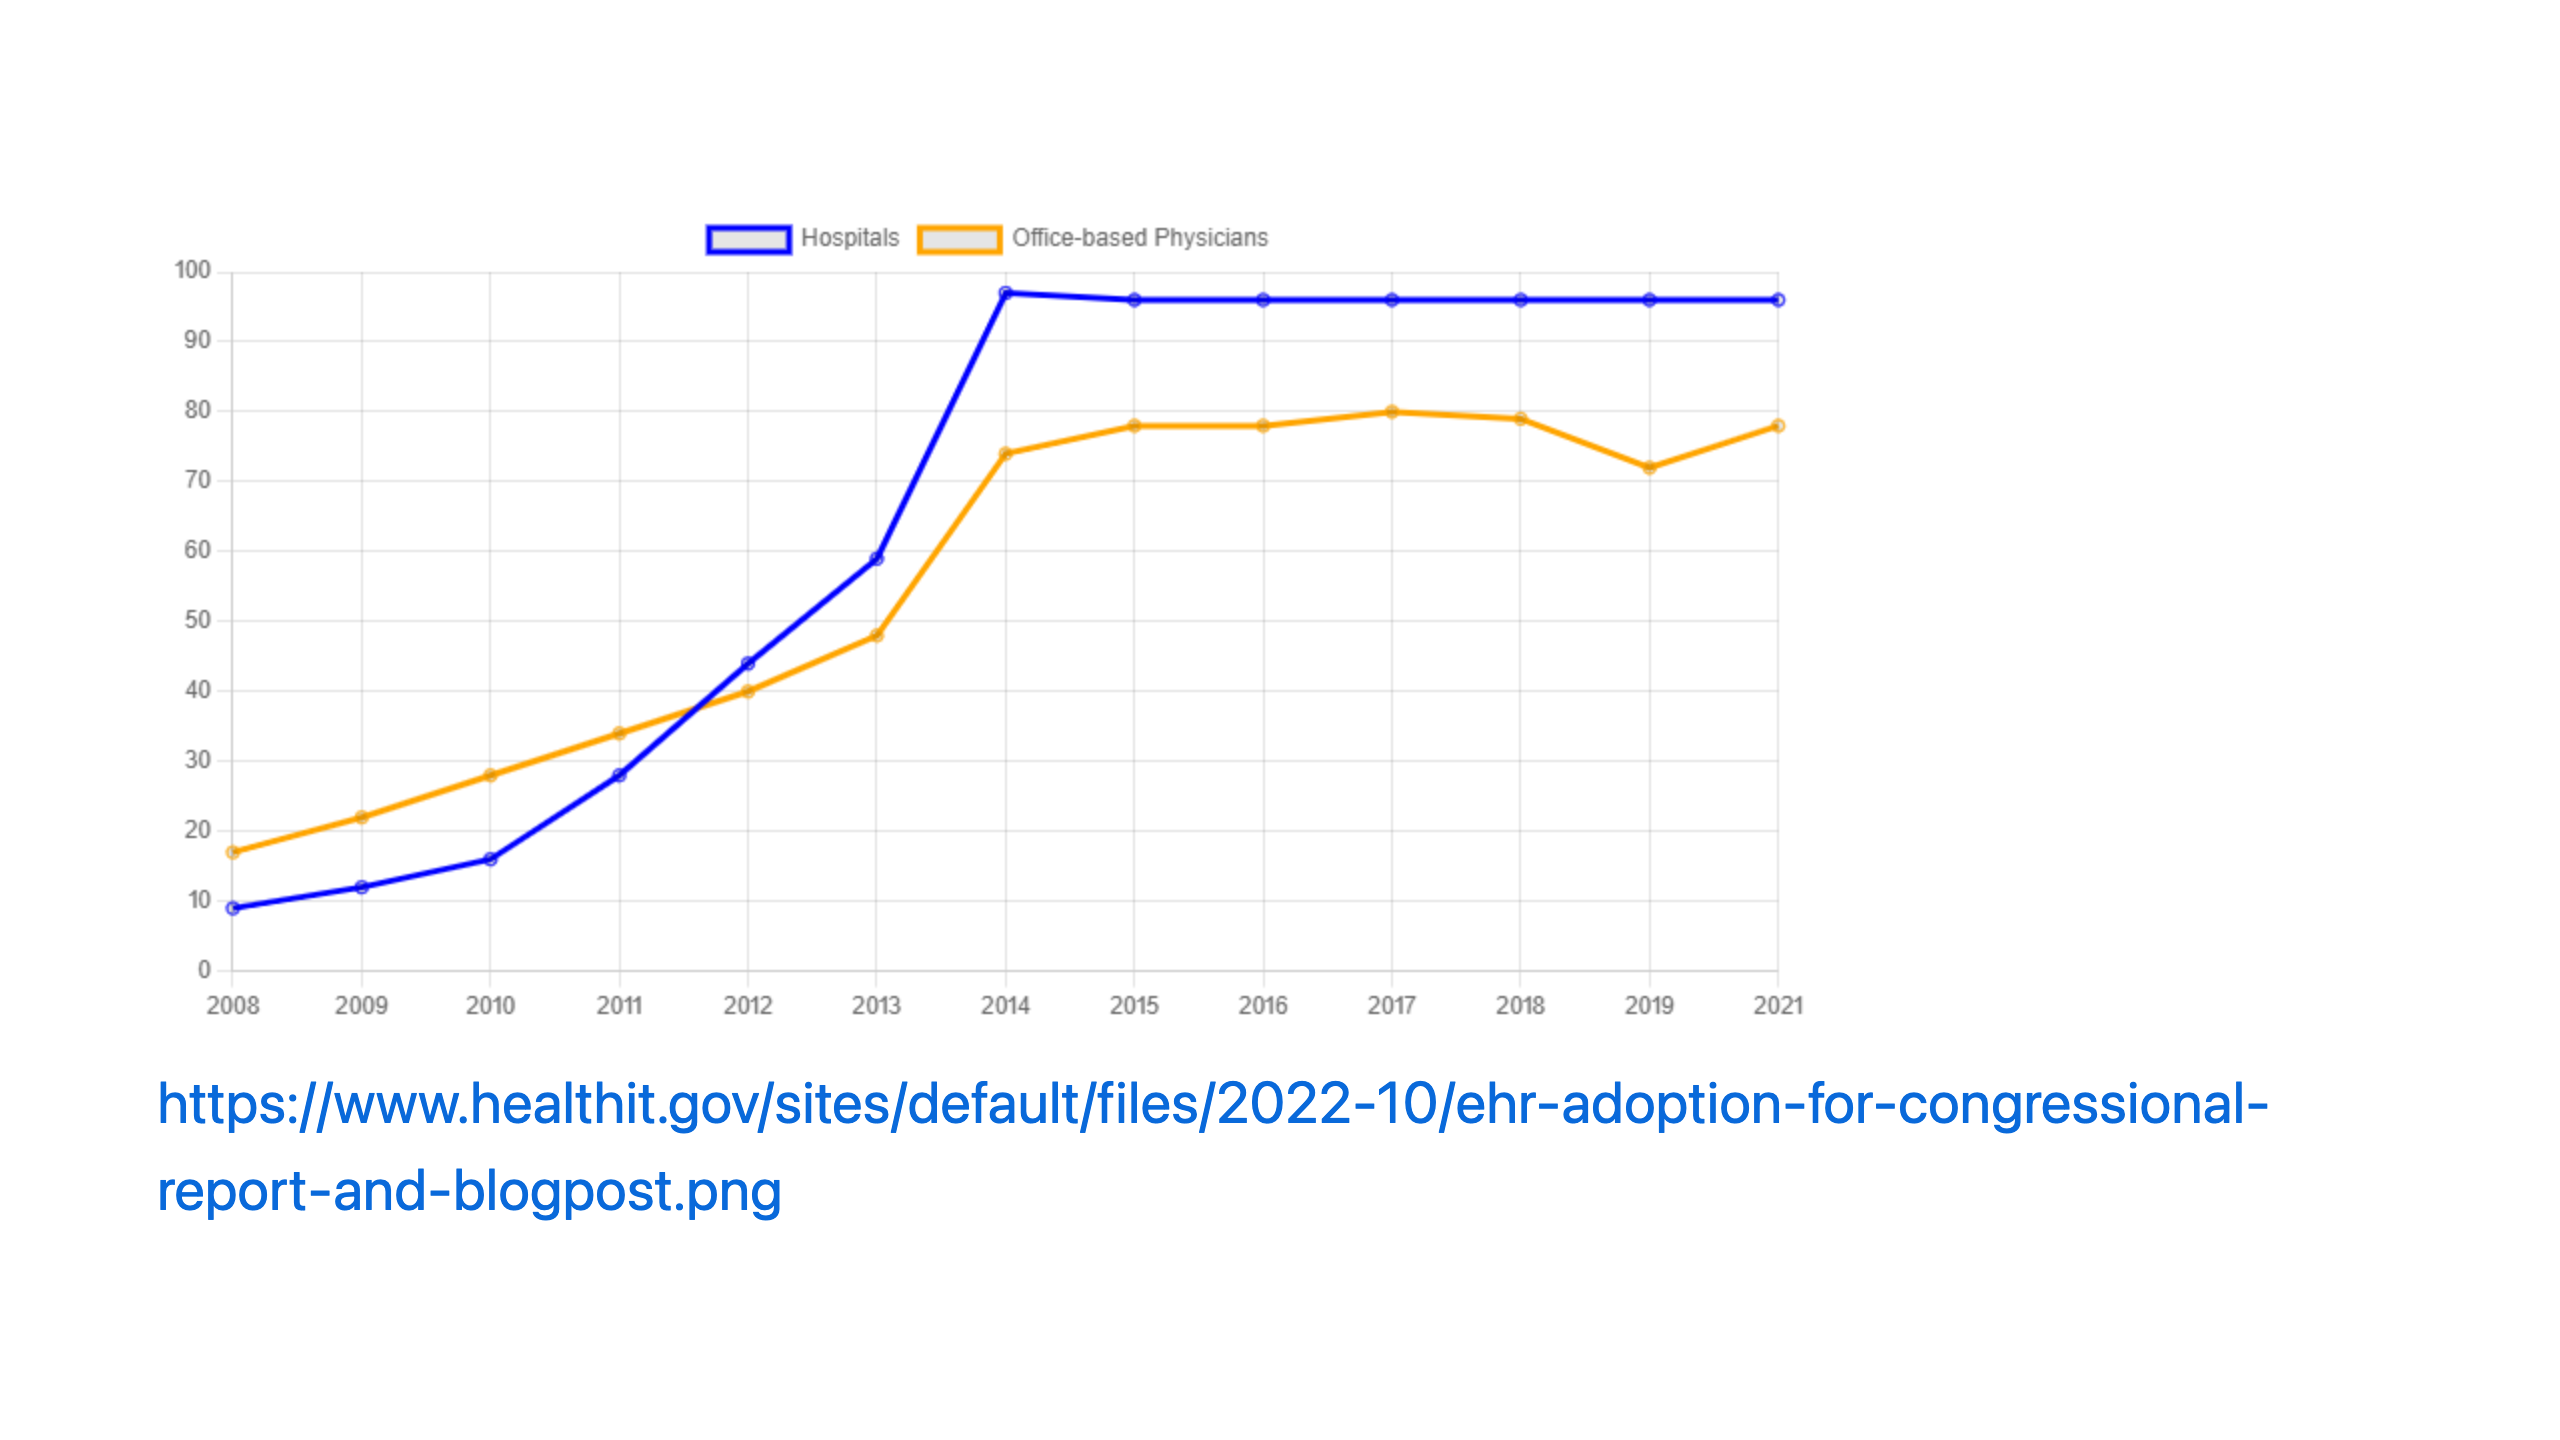 Hospitals Office-based Physicians
100
90
80
70
60
50
40
30
20
10
0
2008 2009 2010 2011 2012 2013 2014 2015 2016 2017 2018 2019 2021
https://www.healthit.gov/sites/default/files/2022-10/ehr-adoption-for-congressional-
report-and-blogpost.png